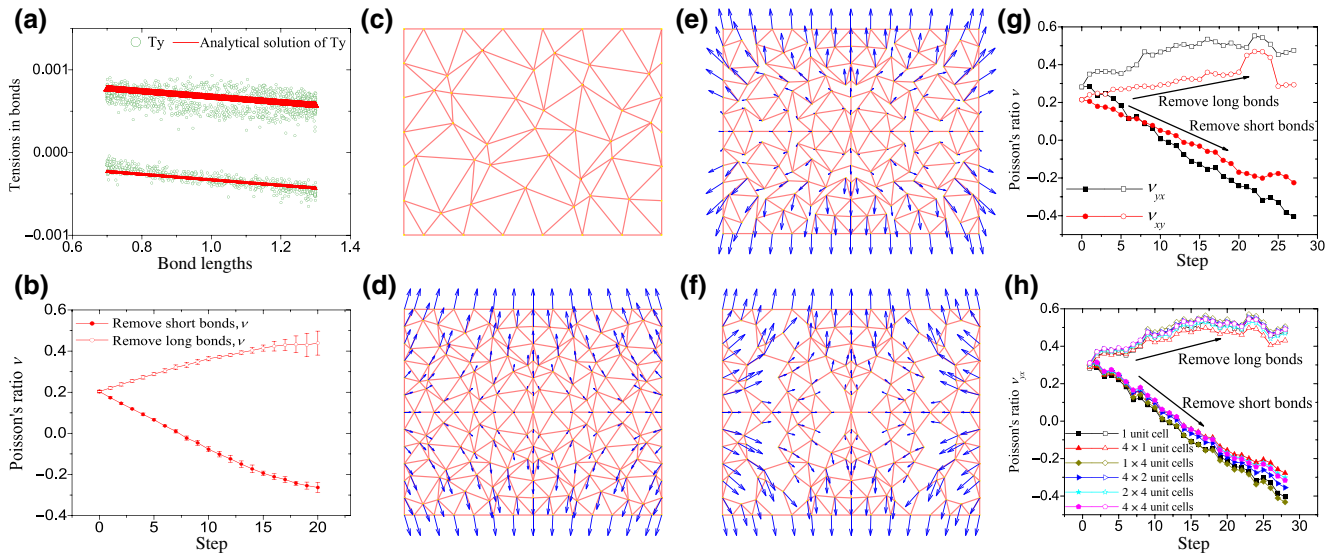 (a)
Ty
Analytical solution of Ty
0.001
0.000
−0.001
0.6 0.8 1.0 1.2 1.4
Tensions in bonds
Bond lengths
(b)
0.6
0.4
0.2
0.0
−0.2
−0.4
Remove short bonds, ν
Remove long bonds, ν
0 5 10 15 20
Poisson's ratio ν
Step
(c)
(d)
(e)
(f)
(g)
0.6
0.4
0.2
0.0
−0.2
−0.4
Remove long bonds
Remove short bonds
νyx
νxy
0 5 10 15 20 25 30
Poisson's ratio ν
Step
(h)
0.6
0.4
0.2
0.0
−0.2
−0.4
Remove long bonds
Remove short bonds
1 unit cell
4 × 1 unit cells
1 × 4 unit cells
4 × 2 unit cells
2 × 4 unit cells
4 × 4 unit cells
0 5 10 15 20 25 30
Poisson's ratio νyx
Step